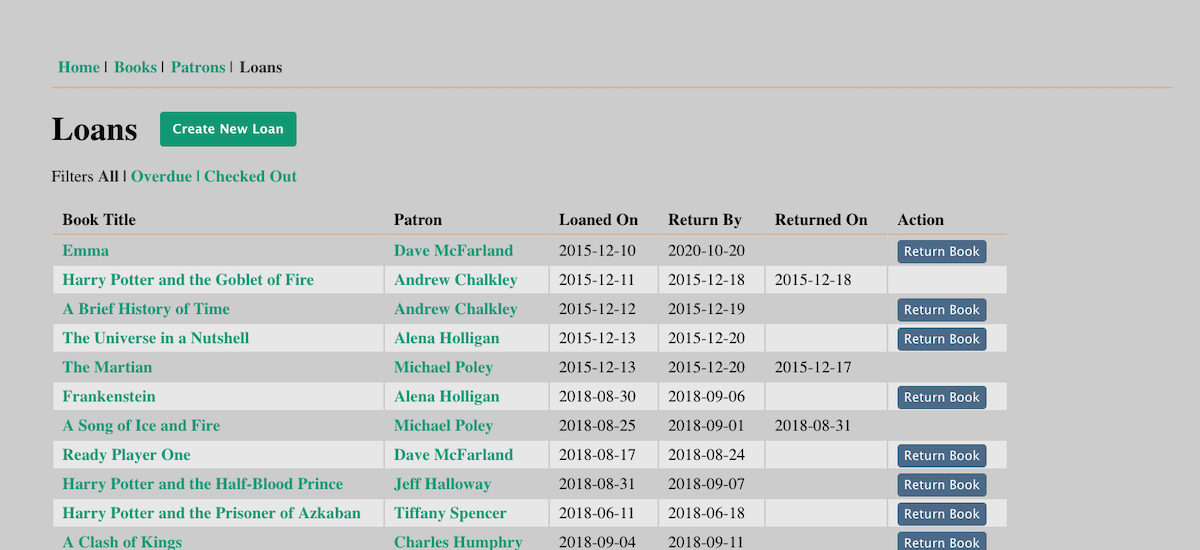 Home | Books | Patrons | Loans
Loans Create New Loan
Filters All | Overdue | Checked Out
Book Title Patron Loaned On Return By Returned On Action
Emma Dave McFarland 2015-12-10 2020-10-20 Return Book
Harry Potter and the Goblet of Fire Andrew Chalkley 2015-12-11 2015-12-18 2015-12-18
A Brief History of Time Andrew Chalkley 2015-12-12 2015-12-19 Return Book
The Universe in a Nutshell Alena Holligan 2015-12-13 2015-12-20 Return Book
The Martian Michael Poley 2015-12-13 2015-12-20 2015-12-17
Frankenstein Alena Holligan 2018-08-30 2018-09-06 Return Book
A Song of Ice and Fire Michael Poley 2018-08-25 2018-09-01 2018-08-31
Ready Player One Dave McFarland 2018-08-17 2018-08-24 Return Book
Harry Potter and the Half-Blood Prince Jeff Halloway 2018-08-31 2018-09-07 Return Book
Harry Potter and the Prisoner of Azkaban Tiffany Spencer 2018-06-11 2018-06-18 Return Book
A Clash of Kings Charles Humphry 2018-09-04 2018-09-11 Return Book